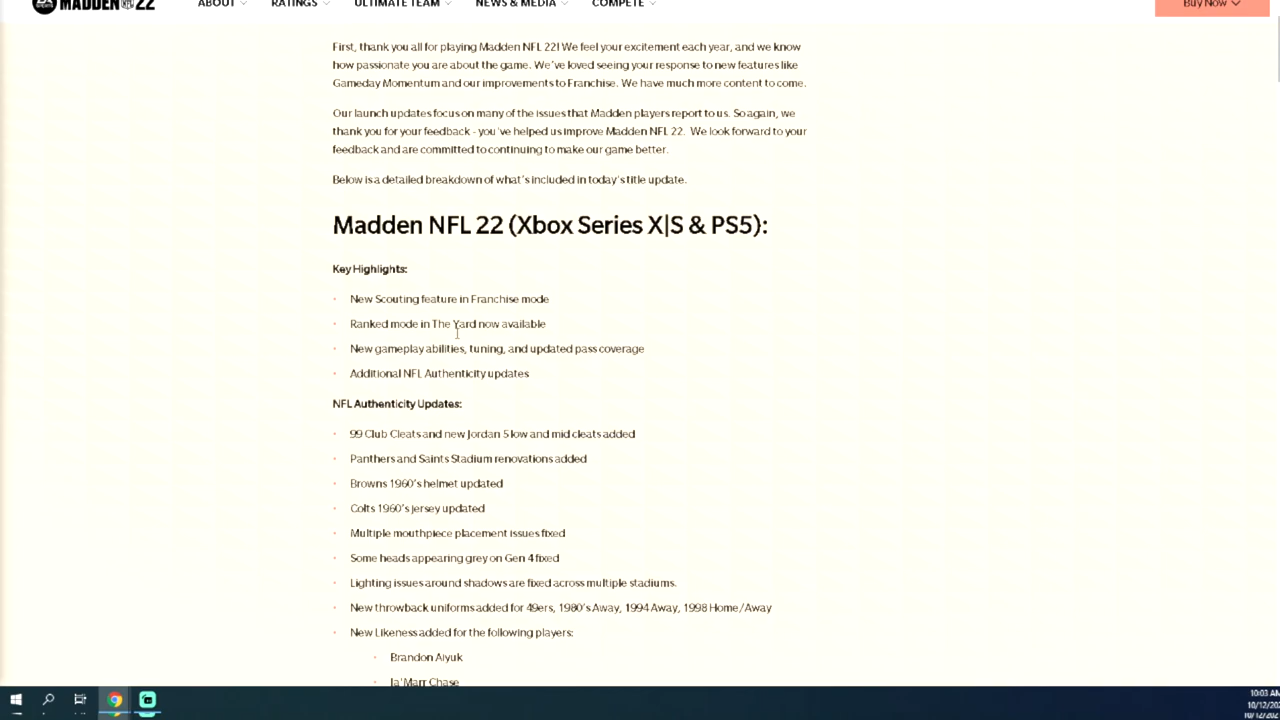 MADDEN NFL 22 ABOUT RATINGS ULTIMATE TEAM NEWS & MEDIA COMPETE Buy Now
First, thank you all for playing Madden NFL 22! We feel your excitement each year, and we know
how passionate you are about the game. We've loved seeing your response to new features like
Gameday Momentum and our improvements to Franchise. We have much more content to come.
Our launch updates focus on many of the issues that Madden players report to us. So again, we
thank you for your feedback - you've helped us improve Madden NFL 22. We look forward to your
feedback and are committed to continuing to make our game better.
Below is a detailed breakdown of what's included in today's title update.
Madden NFL 22 (Xbox Series X|S & PS5):
Key Highlights:
New Scouting feature in Franchise mode
Ranked mode in The Yard now available
New gameplay abilities, tuning, and updated pass coverage
Additional NFL Authenticity updates
NFL Authenticity Updates:
99 Club Cleats and new Jordan 5 low and mid cleats added
Panthers and Saints Stadium renovations added
Browns 1960's helmet updated
Colts 1960's jersey updated
Multiple mouthpiece placement issues fixed
Some heads appearing grey on Gen 4 fixed
Lighting issues around shadows are fixed across multiple stadiums.
New throwback uniforms added for 49ers, 1980's Away, 1994 Away, 1998 Home/Away
New Likeness added for the following players:
Brandon Aiyuk
Ja'Marr Chase
10:03 AM
10/12/202